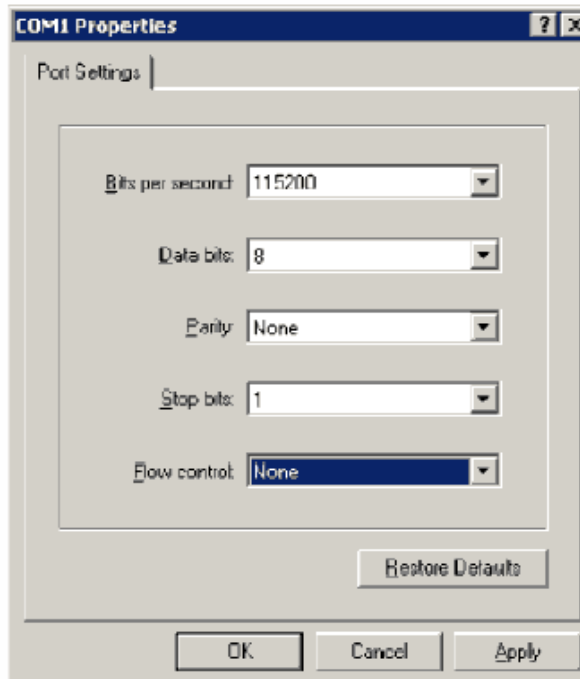 COM1 Properties
Port Settings
Bits per second: 115200
Data bits: 8
Parity: None
Stop bits: 1
Flow control: None
Restore Defaults
OK Cancel Apply